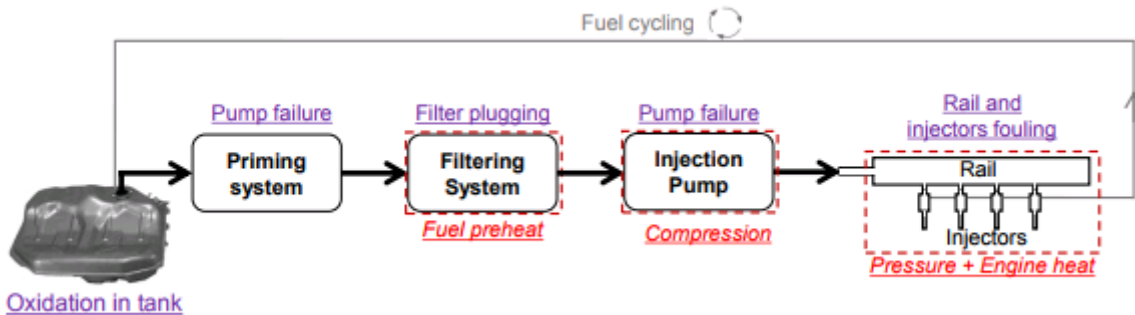 Fuel cycling
Pump failure
Filter plugging
Pump failure
Rail and
injectors fouling
Priming
system
Filtering
System
Injection
Pump
Rail
Injectors
Fuel preheat
Compression
Pressure + Engine heat
Oxidation in tank